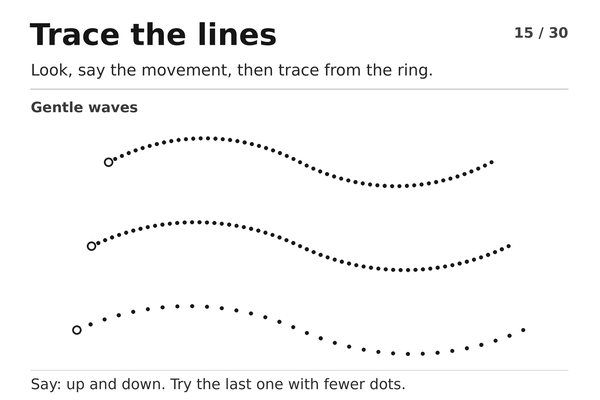 Trace the lines
15 / 30
Look, say the movement, then trace from the ring.
Gentle waves
Say: up and down. Try the last one with fewer dots.